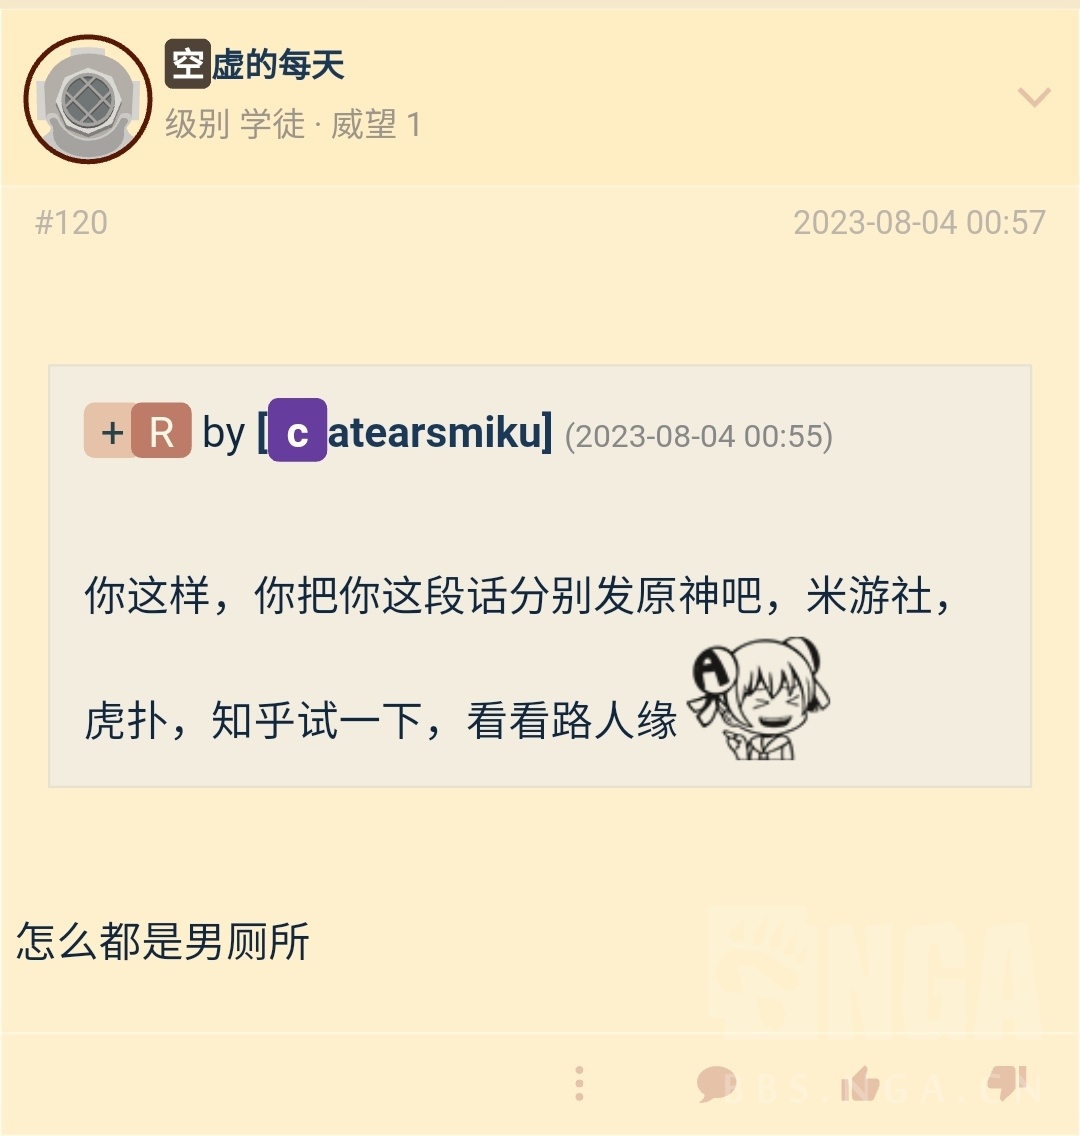 空虚的每天
级别 学徒 · 威望 1
#120
2023-08-04 00:57
+ R by [catearsmiku] (2023-08-04 00:55)
你这样，你把你这段话分别发原神吧，米游社，
虎扑，知乎试一下，看看路人缘
A
怎么都是男厕所
NGA
BBS.NGA.CN